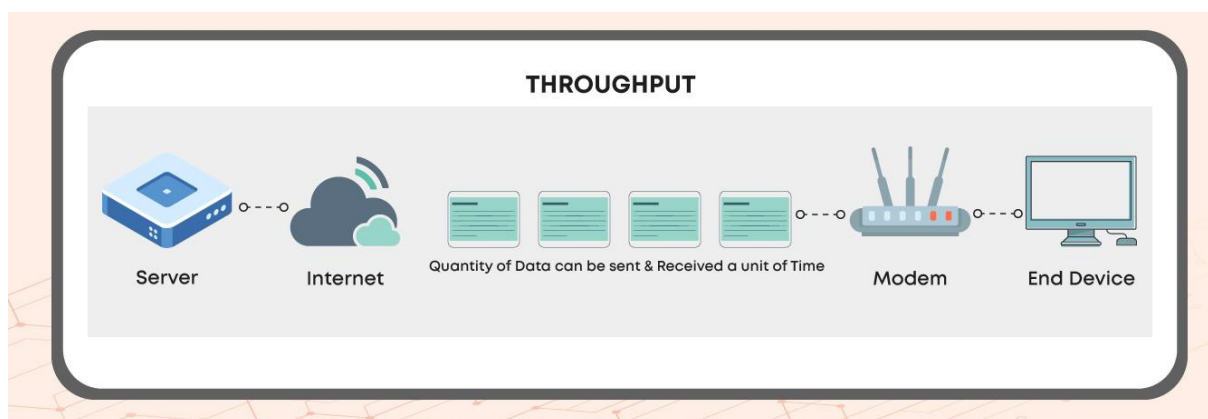 THROUGHPUT
Quantity of Data can be sent & Received a unit of Time
Server
Internet
Modem
End Device